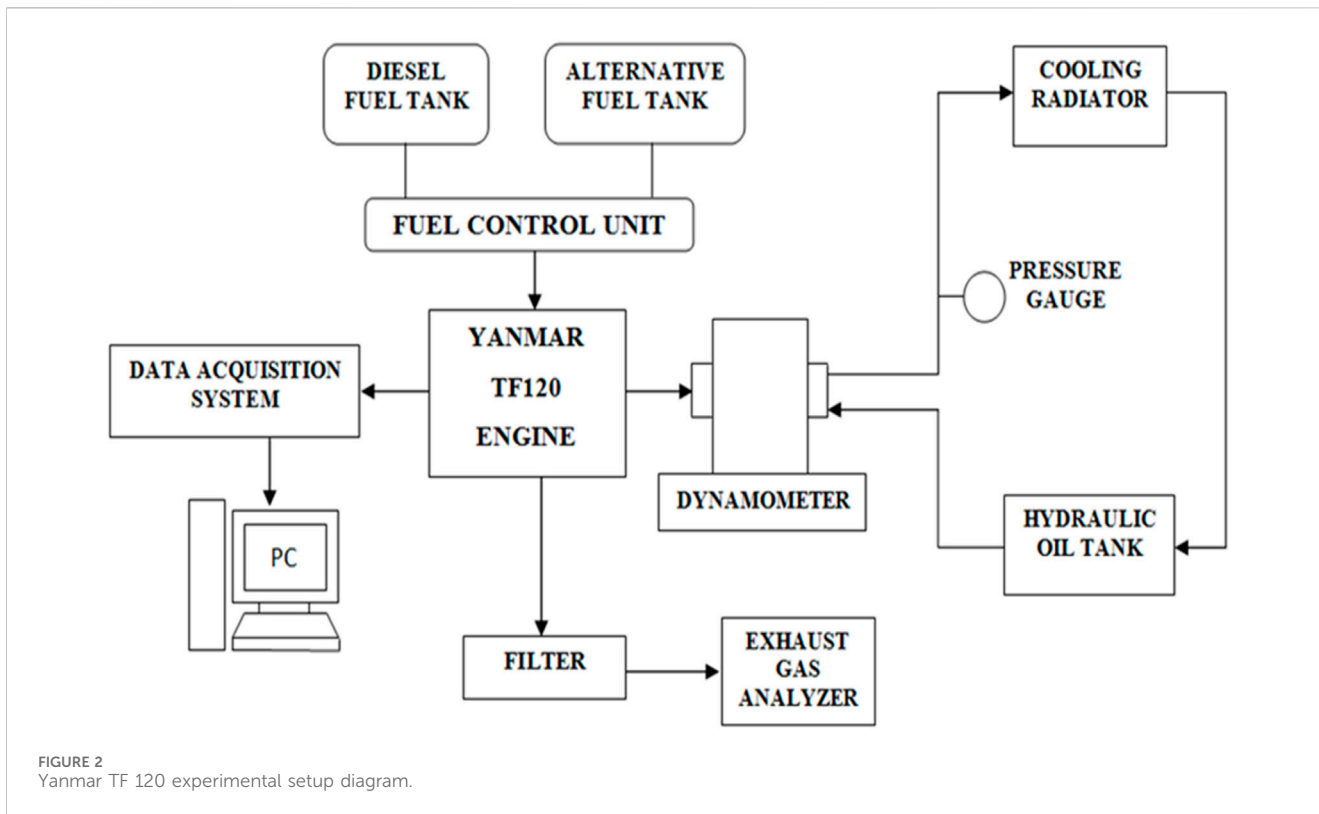 DIESEL
FUEL TANK
ALTERNATIVE
FUEL TANK
COOLING
RADIATOR
FUEL CONTROL UNIT
PRESSURE
GAUGE
YANMAR
TF120
ENGINE
DATA ACQUISITION
SYSTEM
DYNAMOMETER
HYDRAULIC
OIL TANK
PC
FILTER
EXHAUST
GAS
ANALYZER
FIGURE 2
Yanmar TF 120 experimental setup diagram.